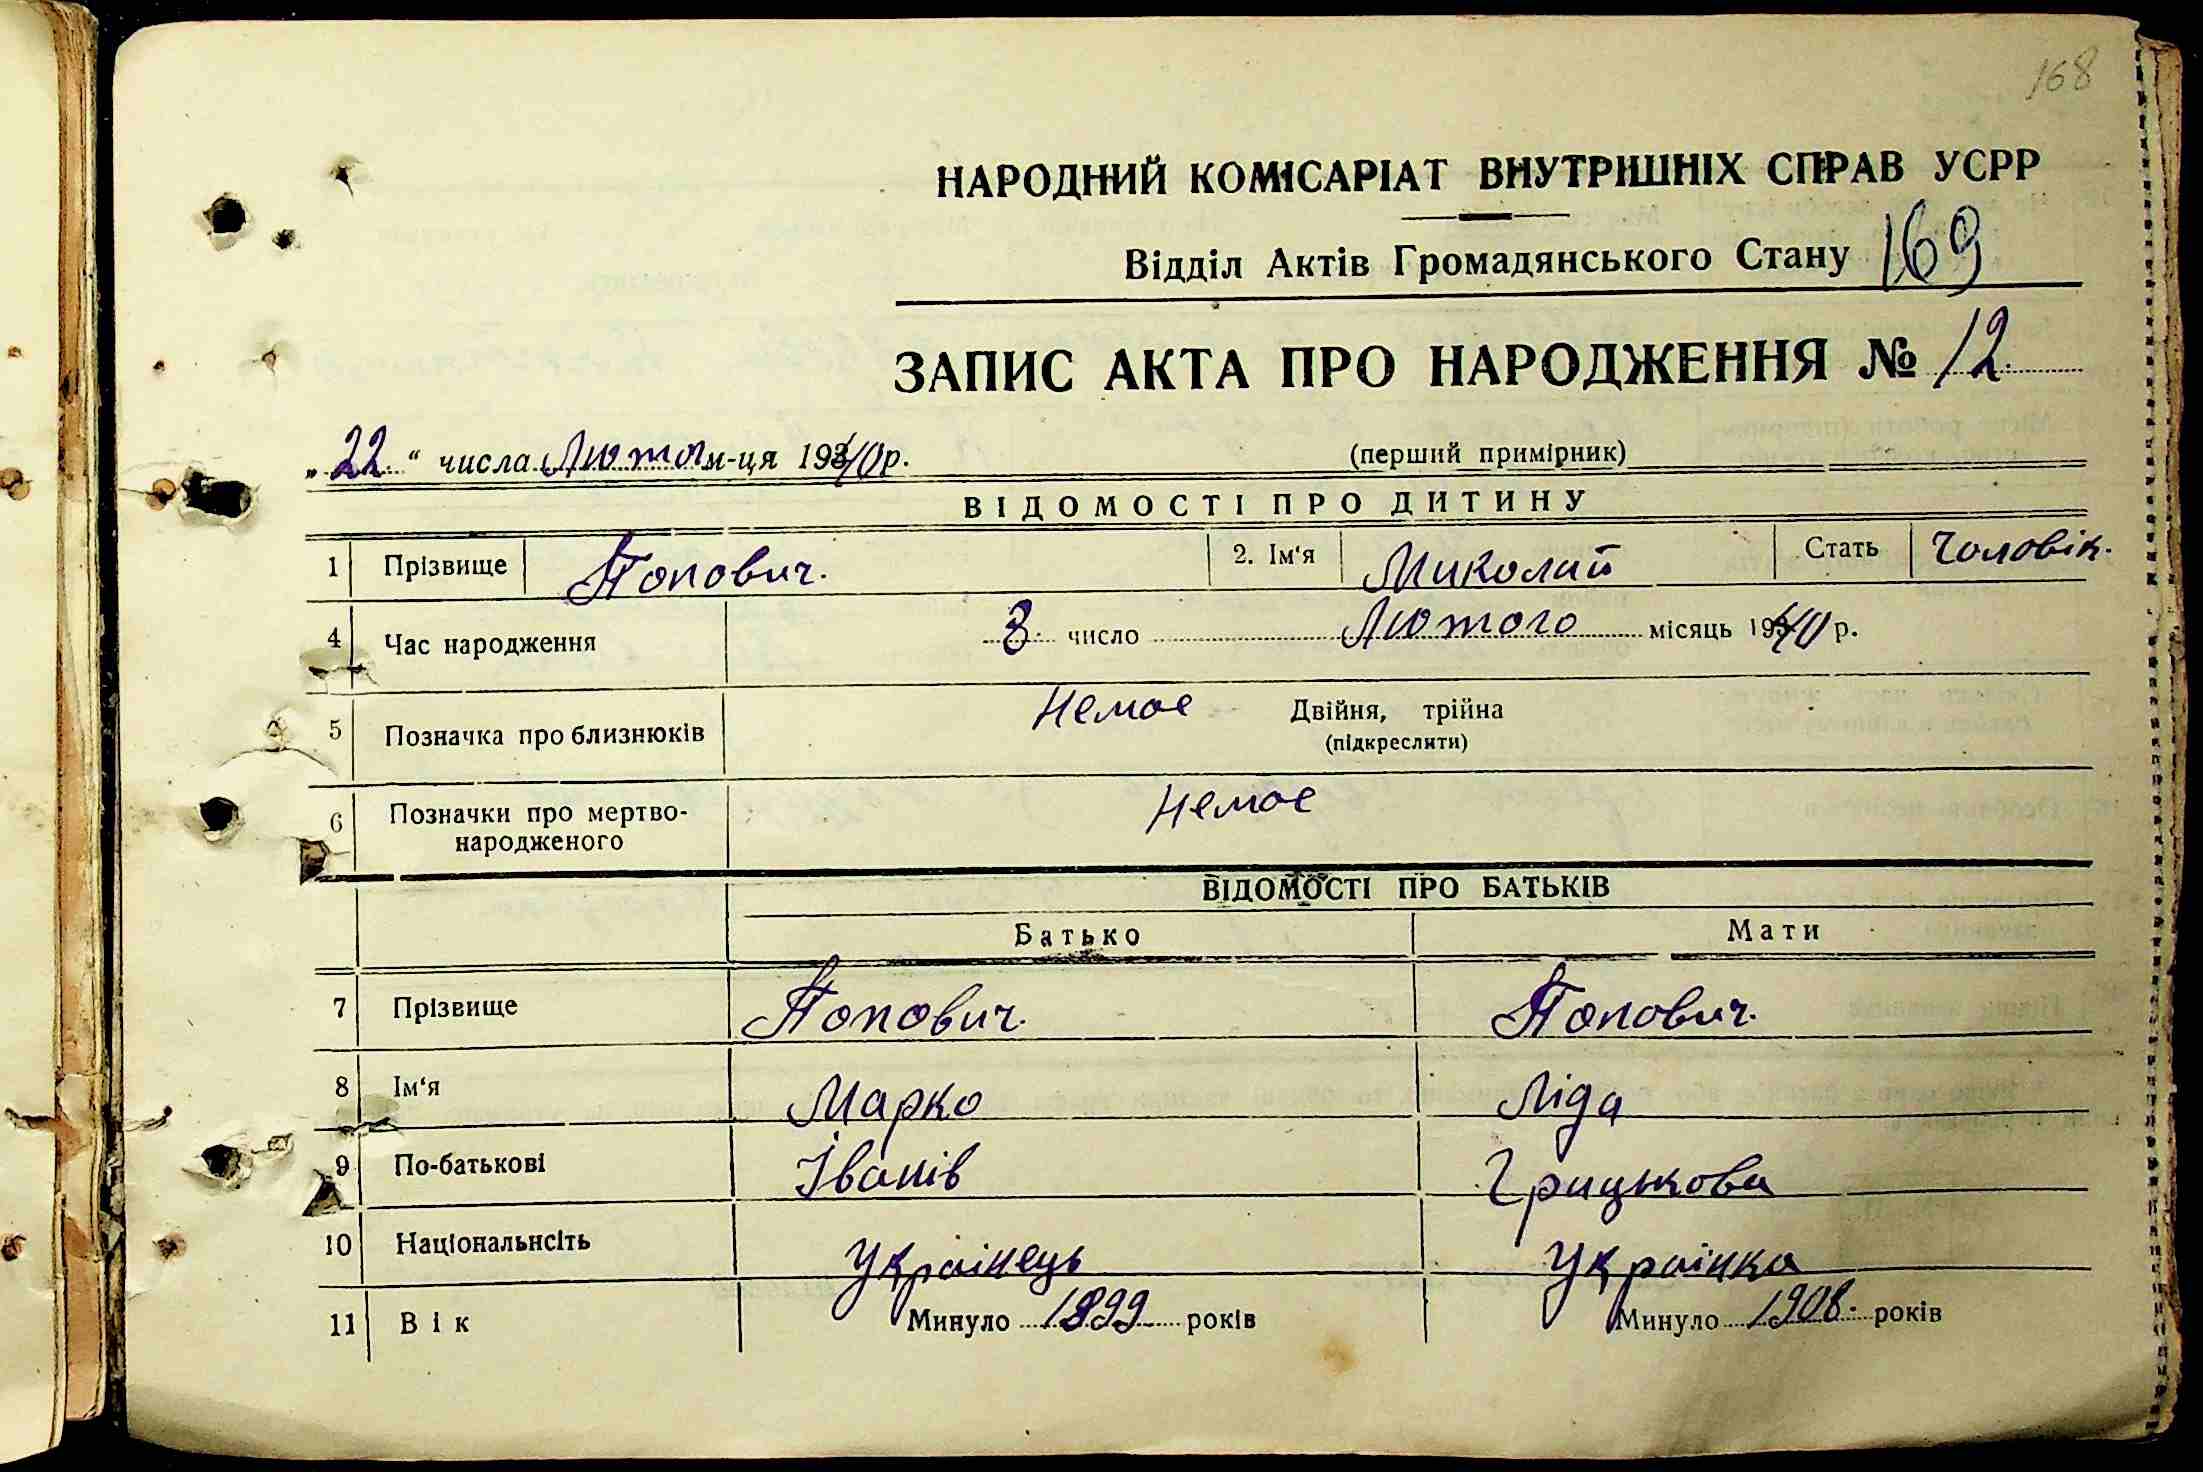 168
НАРОДНИЙ КОМІСАРІАТ ВНУТРІШНІХ СПРАВ УСРР
Відділ Актів Громадянського Стану 169
ЗАПИС АКТА ПРО НАРОДЖЕННЯ № 12.
„22.“ числа Лютого м-ця 1940 р. (перший примірник)
ВІДОМОСТІ ПРО ДИТИНУ
1 Прізвище Попович. 2. Ім‘я Миколай Стать Чоловік.
4 Час народження 3 число Лютого місяць 1940 р.
5 Позначка про близнюків Немає Двійня, трійна
(підкреслити)
6 Позначки про мертво-
народженого Немає
ВІДОМОСТІ ПРО БАТЬКІВ
Батько Мати
7 Прізвище Попович. Попович.
8 Ім‘я Марко Ліда
9 По-батькові Іванів Грицькова
10 Національнсіть Українець Українка
11 Вік Минуло 1899 років Минуло 1908. років